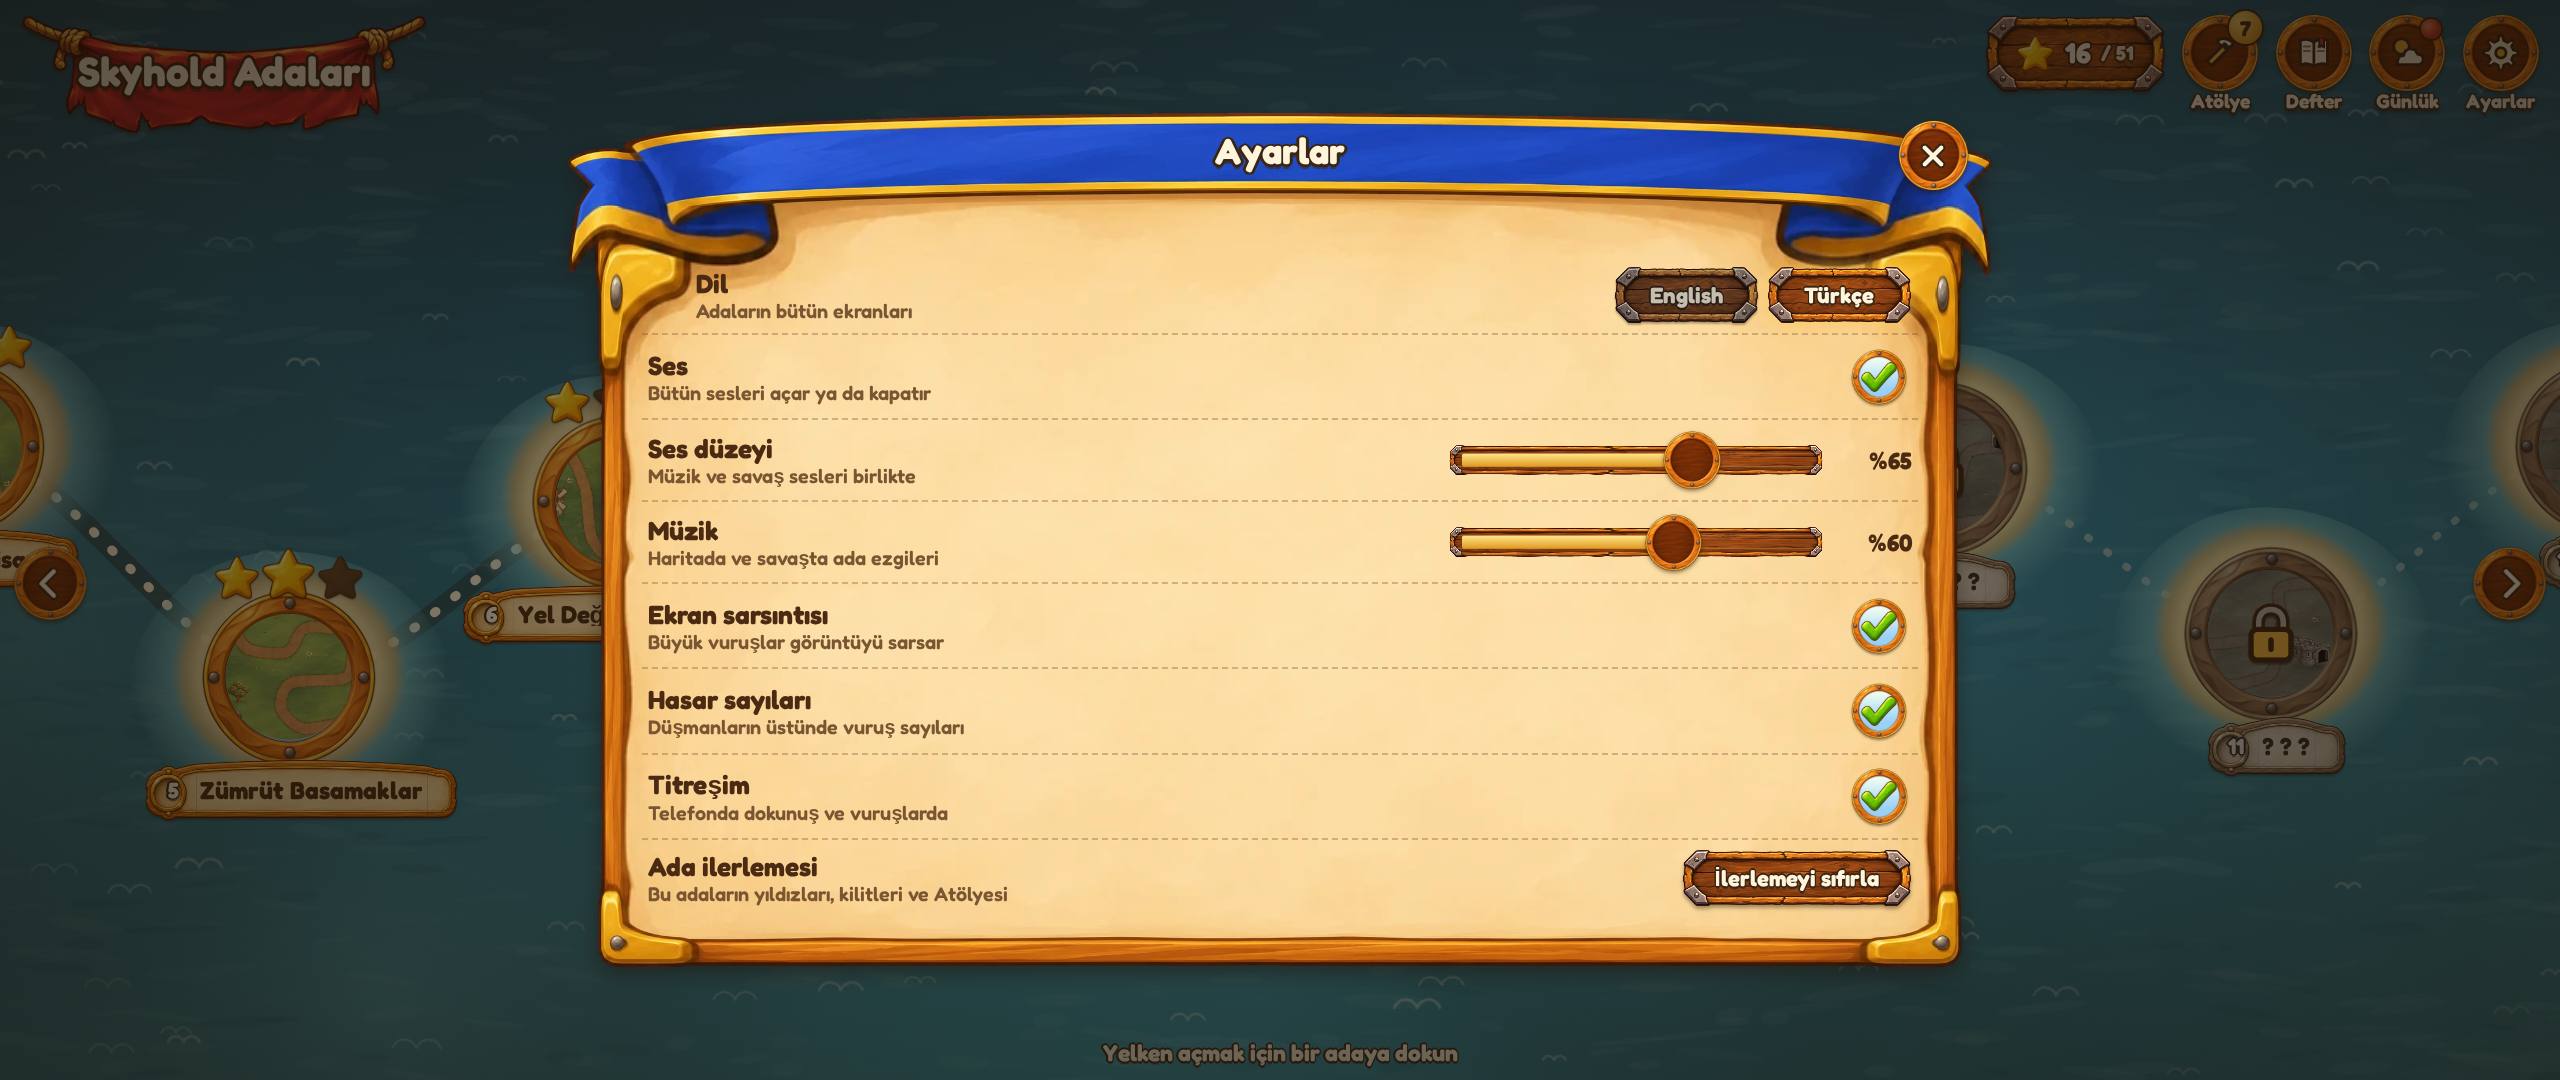 Skyhold Adaları
16 / 51
7
Atölye
Defter
Günlük
Ayarlar
Ayarlar
Dil
Adaların bütün ekranları
English
Türkçe
Ses
Bütün sesleri açar ya da kapatır
Ses düzeyi
Müzik ve savaş sesleri birlikte
%65
Müzik
Haritada ve savaşta ada ezgileri
%60
Ekran sarsıntısı
Büyük vuruşlar görüntüyü sarsar
Hasar sayıları
Düşmanların üstünde vuruş sayıları
Titreşim
Telefonda dokunuş ve vuruşlarda
Ada ilerlemesi
Bu adaların yıldızları, kilitleri ve Atölyesi
İlerlemeyi sıfırla
6 Yel Değ
5 Zümrüt Basamaklar
11 ???
Yelken açmak için bir adaya dokun